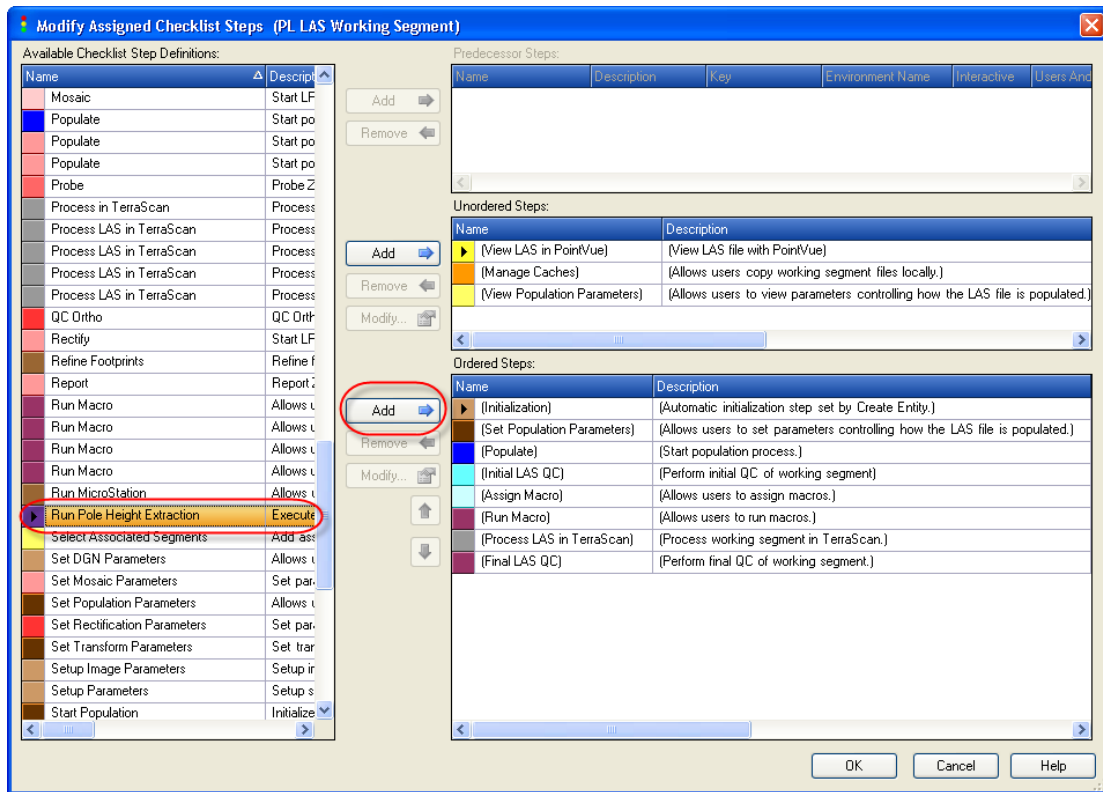 Modify Assigned Checklist Steps (PL LAS Working Segment)
Available Checklist Step Definitions:
Name Descript
Mosaic Start LF
Populate Start po
Populate Start po
Populate Start po
Probe Probe Z
Process in TerraScan Process
Process LAS in TerraScan Process
Process LAS in TerraScan Process
Process LAS in TerraScan Process
Process LAS in TerraScan Process
QC Ortho QC Orth
Rectify Start LF
Refine Footprints Refine f
Report Report Z
Run Macro Allows u
Run Macro Allows u
Run Macro Allows u
Run Macro Allows u
Run MicroStation Allows u
Run Pole Height Extraction Execute
Select Associated Segments Add ass
Set DGN Parameters Allows u
Set Mosaic Parameters Set par
Set Population Parameters Allows u
Set Rectification Parameters Set par
Set Transform Parameters Set tran
Setup Image Parameters Setup i
Setup Parameters Setup s
Start Population Initialize
Add
Remove
Add
Remove
Modify...
Add
Remove
Modify...
Predecessor Steps:
Name Description Key Environment Name Interactive Users And
Unordered Steps:
Name Description
(View LAS in PointVue) (View LAS file with PointVue)
(Manage Caches) (Allows users copy working segment files locally.)
(View Population Parameters) (Allows users to view parameters controlling how the LAS file is populated.)
Ordered Steps:
Name Description
(Initialization) (Automatic initialization step set by Create Entity.)
(Set Population Parameters) (Allows users to set parameters controlling how the LAS file is populated.)
(Populate) (Start population process.)
(Initial LAS QC) (Perform initial QC of working segment)
(Assign Macro) (Allows users to assign macros.)
(Run Macro) (Allows users to run macros.)
(Process LAS in TerraScan) (Process working segment in TerraScan.)
(Final LAS QC) (Perform final QC of working segment.)
OK Cancel Help